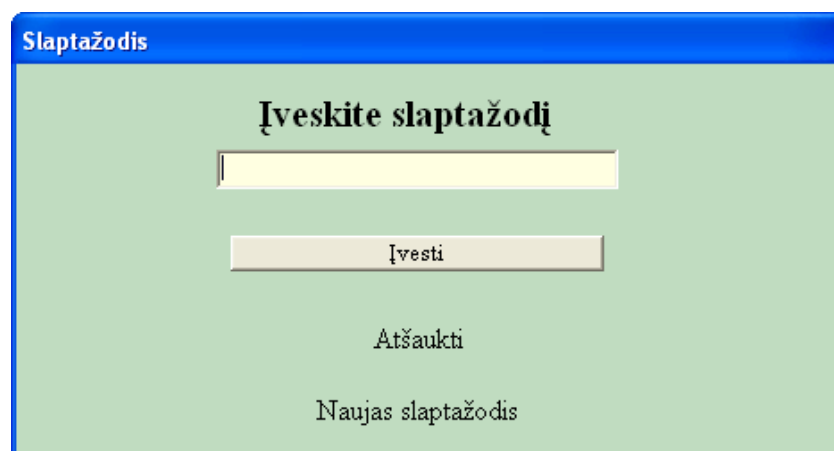 Slaptažodis
Įveskite slaptažodį
Įvesti
Atšaukti
Naujas slaptažodis